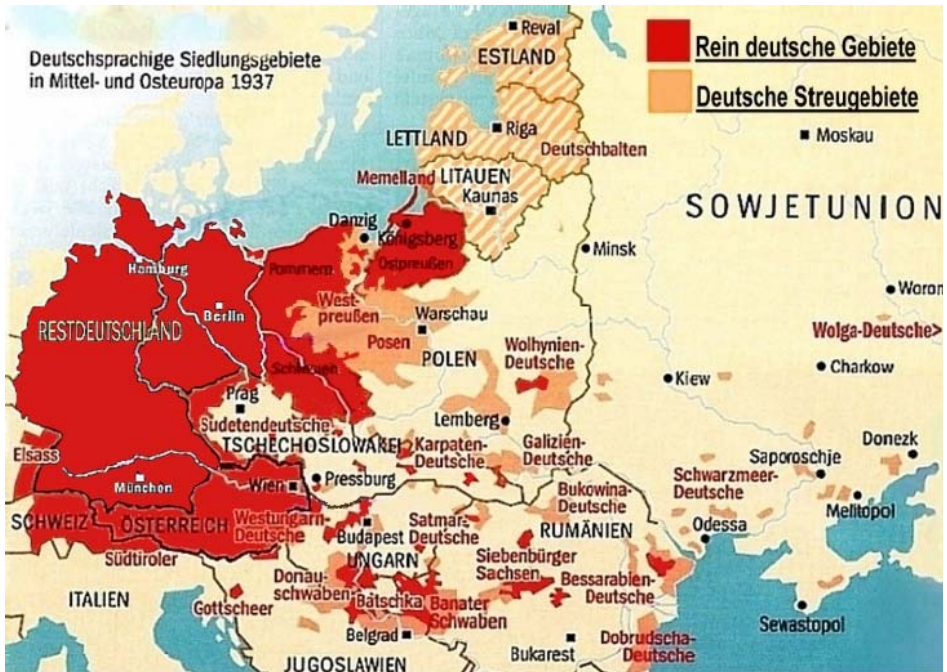 Deutschsprachige Siedlungsgebiete
in Mittel- und Osteuropa 1937
Rein deutsche Gebiete
Deutsche Streugebiete
Reval
ESTLAND
Riga
LETTLAND
Deutschbalten
Moskau
Memelland
LITAUEN
Kaunas
SOWJETUNION
Danzig
Königsberg
Ostpreußen
Minsk
Hamburg
Pommern
Woron
Berlin
West-
preußen
Warschau
RESTDEUTSCHLAND
Posen
POLEN
Wolhynien-
Deutsche
Wolga-Deutsche>
Charkow
Schlesien
Kiew
Prag
Sudetendeutsche
TSCHECHOSLOWAKEI
Lemberg
Elsass
Karpaten-
Deutsche
Galizien-
Deutsche
Donezk
Saporoschje
München
Wien
Pressburg
Schwarzmeer-
Deutsche
SCHWEIZ
ÖSTERREICH
Westungarn-
Deutsche
Budapest
Satmar-
Deutsche
Bukowina-
Deutsche
RUMÄNIEN
Odessa
Melitopol
Südtiroler
UNGARN
Siebenbürger
Sachsen
Donau-
schwaben
Bessarabien-
Deutsche
ITALIEN
Gottscheer
Batschka
Banater
Schwaben
Sewastopol
Belgrad
Dobrudscha-
Deutsche
Bukarest
JUGOSLAWIEN